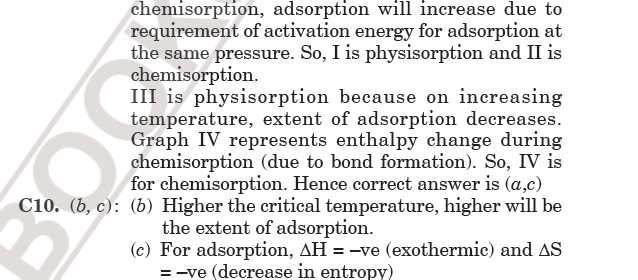 chemisorption, adsorption will increase due to
requirement of activation energy for adsorption at
the same pressure. So, I is physisorption and II is
chemisorption.
III is physisorption because on increasing
temperature, extent of adsorption decreases.
Graph IV represents enthalpy change during
chemisorption (due to bond formation). So, IV is
for chemisorption. Hence correct answer is (a,c)
C10. (b, c): (b) Higher the critical temperature, higher will be
the extent of adsorption.
(c) For adsorption, ΔH = –ve (exothermic) and ΔS
= –ve (decrease in entropy)
BOOK